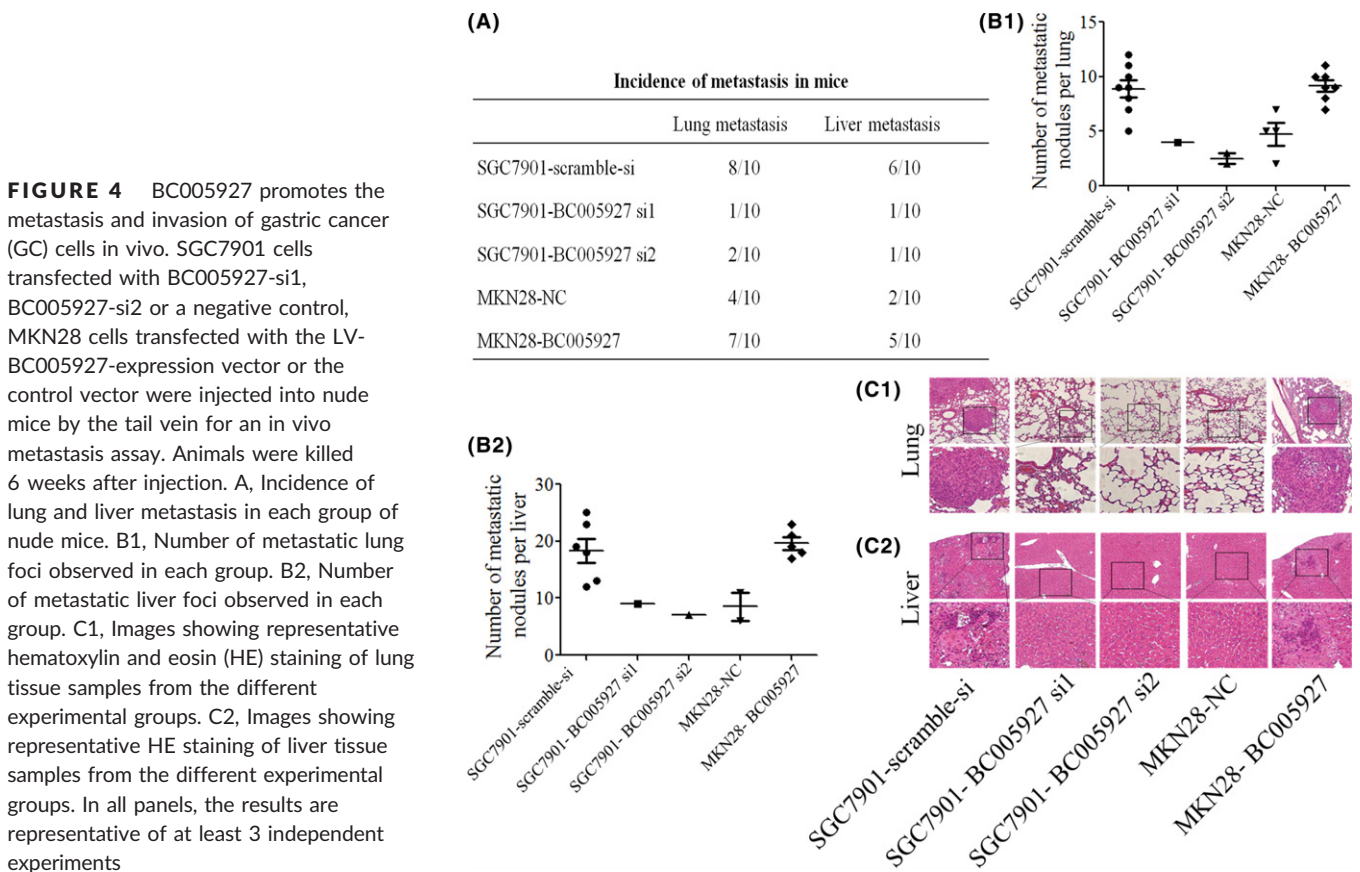 FIGURE 4 BC005927 promotes the
metastasis and invasion of gastric cancer
(GC) cells in vivo. SGC7901 cells
transfected with BC005927-si1,
BC005927-si2 or a negative control,
MKN28 cells transfected with the LV-
BC005927-expression vector or the
control vector were injected into nude
mice by the tail vein for an in vivo
metastasis assay. Animals were killed
6 weeks after injection. A, Incidence of
lung and liver metastasis in each group of
nude mice. B1, Number of metastatic lung
foci observed in each group. B2, Number
of metastatic liver foci observed in each
group. C1, Images showing representative
hematoxylin and eosin (HE) staining of lung
tissue samples from the different
experimental groups. C2, Images showing
representative HE staining of liver tissue
samples from the different experimental
groups. In all panels, the results are
representative of at least 3 independent
experiments
(A)
Incidence of metastasis in mice
Lung metastasis Liver metastasis
SGC7901-scramble-si 8/10 6/10
SGC7901-BC005927 si1 1/10 1/10
SGC7901-BC005927 si2 2/10 1/10
MKN28-NC 4/10 2/10
MKN28-BC005927 7/10 5/10
(B1)
Number of metastatic
nodules per lung
15
10
5
0
SGC7901-scramble-si
SGC7901- BC005927 si1
SGC7901- BC005927 si2
MKN28-NC
MKN28- BC005927
(B2)
Number of metastatic
nodules per liver
30
20
10
0
SGC7901-scramble-si
SGC7901- BC005927 si1
SGC7901- BC005927 si2
MKN28-NC
MKN28- BC005927
(C1)
Lung
(C2)
Liver
SGC7901-scramble-si
SGC7901- BC005927 si1
SGC7901- BC005927 si2
MKN28-NC
MKN28- BC005927